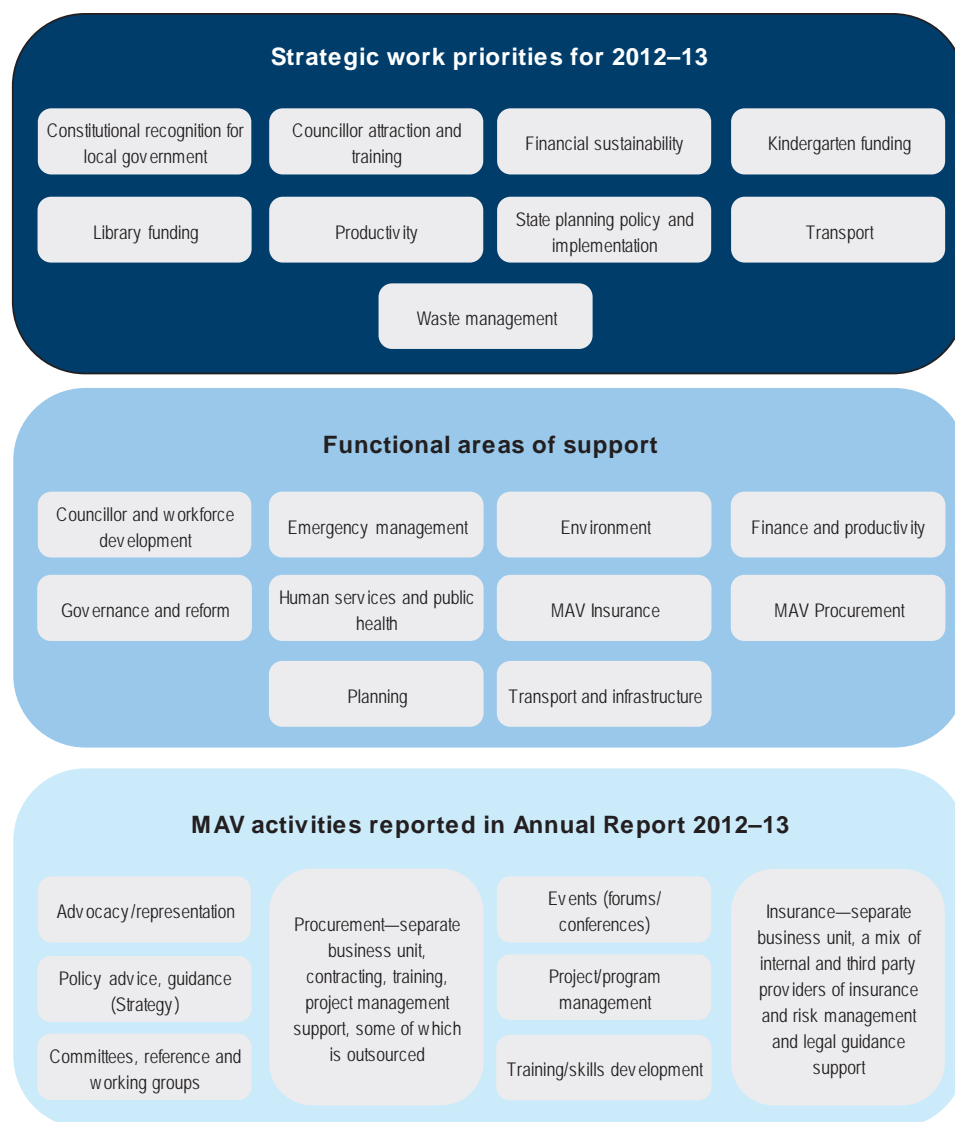 Strategic work priorities for 2012–13
Constitutional recognition for
local government
Councillor attraction and
training
Financial sustainability
Kindergarten funding
Library funding
Productivity
State planning policy and
implementation
Transport
Waste management
Functional areas of support
Councillor and workforce
development
Emergency management
Environment
Finance and productivity
Governance and reform
Human services and public
health
MAV Insurance
MAV Procurement
Planning
Transport and infrastructure
MAV activities reported in Annual Report 2012–13
Advocacy/representation
Policy advice, guidance
(Strategy)
Committees, reference and
working groups
Procurement—separate
business unit,
contracting, training,
project management
support, some of which
is outsourced
Events (forums/
conferences)
Project/program
management
Training/skills development
Insurance—separate
business unit, a mix of
internal and third party
providers of insurance
and risk management
and legal guidance
support